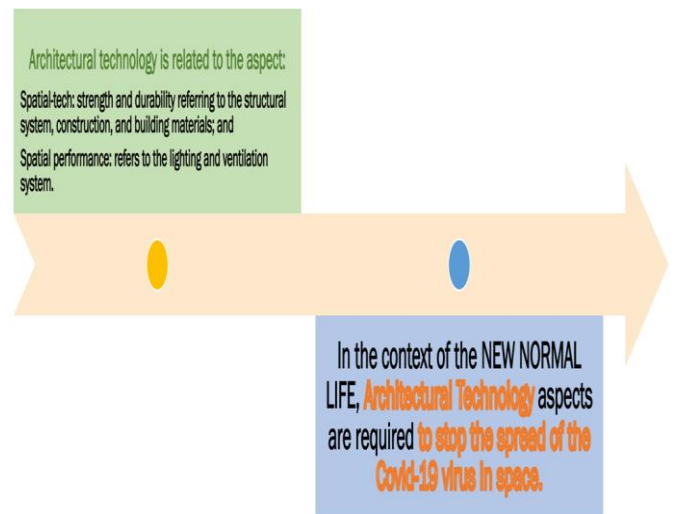 Architectural technology is related to the aspect:
Spatial-tech: strength and durability referring to the structural
system, construction, and building materials; and
Spatial performance: refers to the lighting and ventilation
system.
In the context of the NEW NORMAL
LIFE, Architectural Technology aspects
are required to stop the spread of the
Covid-19 virus in space.